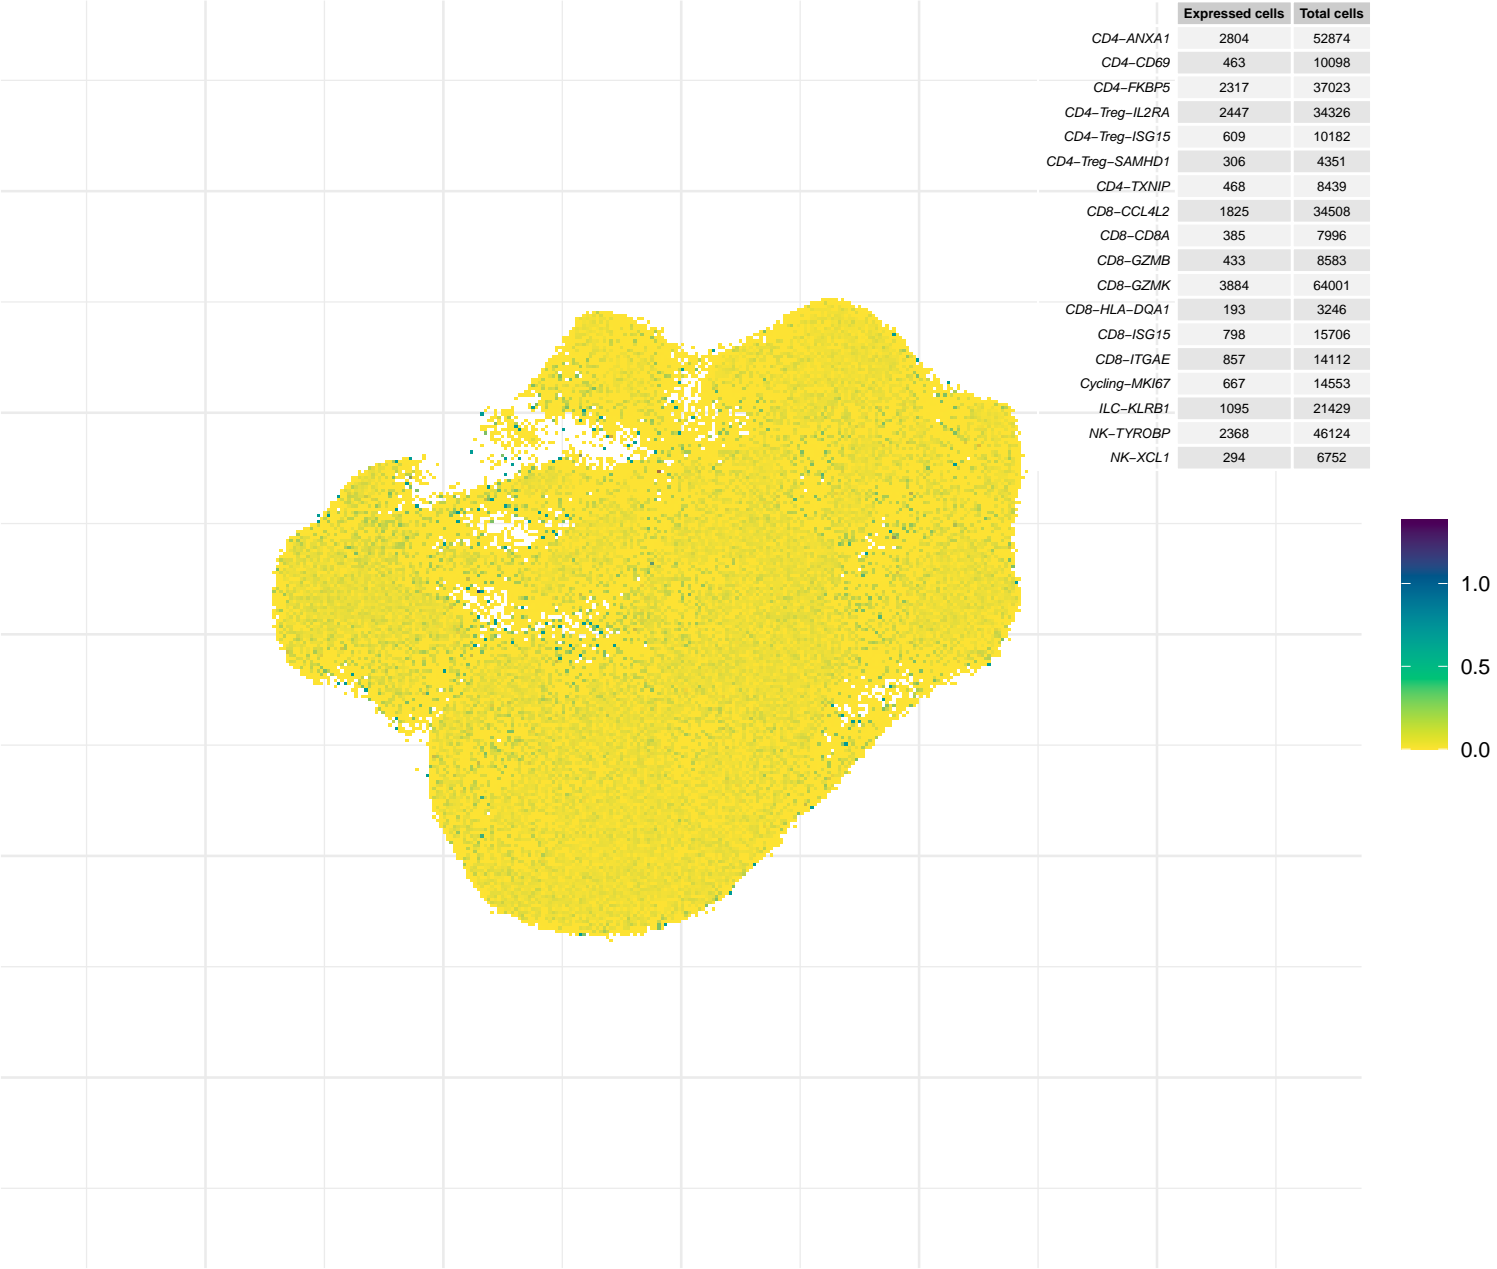 Expressed cells Total cells
CD4−ANXA1 2804 52874
CD4−CD69 463 10098
CD4−FKBP5 2317 37023
CD4−Treg−IL2RA 2447 34326
CD4−Treg−ISG15 609 10182
CD4−Treg−SAMHD1 306 4351
CD4−TXNIP 468 8439
CD8−CCL4L2 1825 34508
CD8−CD8A 385 7996
CD8−GZMB 433 8583
CD8−GZMK 3884 64001
CD8−HLA−DQA1 193 3246
CD8−ISG15 798 15706
CD8−ITGAE 857 14112
Cycling−MKI67 667 14553
ILC−KLRB1 1095 21429
NK−TYROBP 2368 46124
NK−XCL1 294 6752
1.0
0.5
0.0